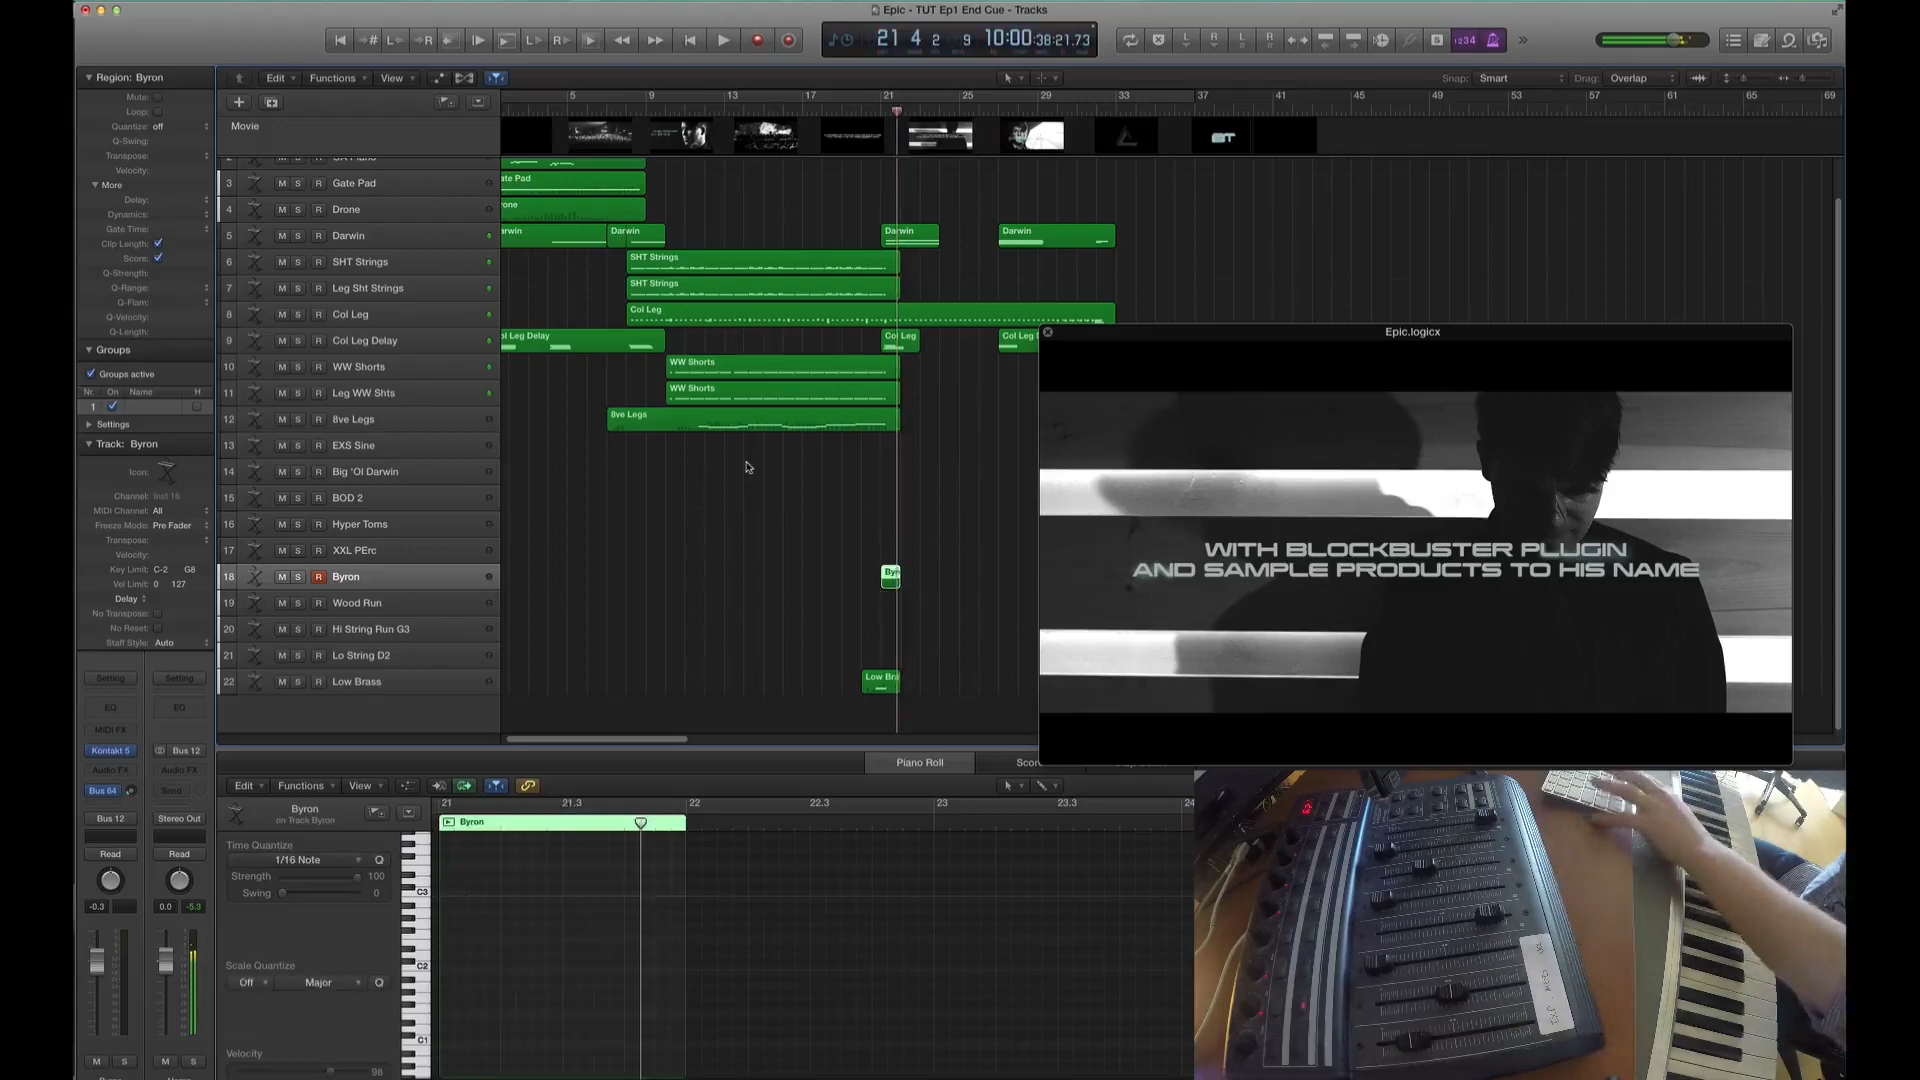 Epic - TUT Ep1 End Cue - Tracks
21 4 2 9 10:00:38:21.73
1234
Region: Byron
Edit Functions View
Snap: Smart Drag: Overlap
Mute:
Loop:
Quantize: off
Q-Swing:
Transpose:
Velocity:
More
Delay:
Dynamics:
Gate Time:
Clip Length:
Score:
Q-Strength:
Q-Range:
Q-Flam:
Q-Velocity:
Q-Length:
Groups
Groups active
Nr. On Name H
1
Settings
Track: Byron
Icon:
Channel: Inst 16
MIDI Channel: All
Freeze Mode: Pre Fader
Transpose:
Velocity:
Key Limit: C-2 G8
Vel Limit: 0 127
Delay
No Transpose:
No Reset:
Staff Style: Auto
Setting Setting
EQ EQ
MIDI FX
Kontakt 5 Bus 12
Audio FX Audio FX
Bus 64 Send
Bus 12 Stereo Out
Read Read
-0.3 0.0 -5.3
M S M S
5 9 13 17 21 25 29 33 37 41 45 49 53 57 61 65 69
Movie
3 M S R Gate Pad
4 M S R Drone
5 M S R Darwin
6 M S R SHT Strings
7 M S R Leg Sht Strings
8 M S R Col Leg
9 M S R Col Leg Delay
10 M S R WW Shorts
11 M S R Leg WW Shts
12 M S R 8ve Legs
13 M S R EXS Sine
14 M S R Big 'Ol Darwin
15 M S R BOD 2
16 M S R Hyper Toms
17 M S R XXL PErc
18 M S R Byron
19 M S R Wood Run
20 M S R Hi String Run G3
21 M S R Lo String D2
22 M S R Low Brass
ate Pad
rone
arwin Darwin Darwin Darwin
SHT Strings
SHT Strings
Col Leg
ol Leg Delay Col Leg Col Leg
WW Shorts
WW Shorts
8ve Legs
Byr
Low Bra
Epic.logicx
WITH BLOCKBUSTER PLUGIN
AND SAMPLE PRODUCTS TO HIS NAME
Piano Roll
Edit Functions View
21 21.3 22 22.3 23 23.3 24
Byron
on Track Byron
Byron
Time Quantize
1/16 Note Q
Strength 100
Swing 0
Scale Quantize
Off Major Q
Velocity
98
C3
C2
C1